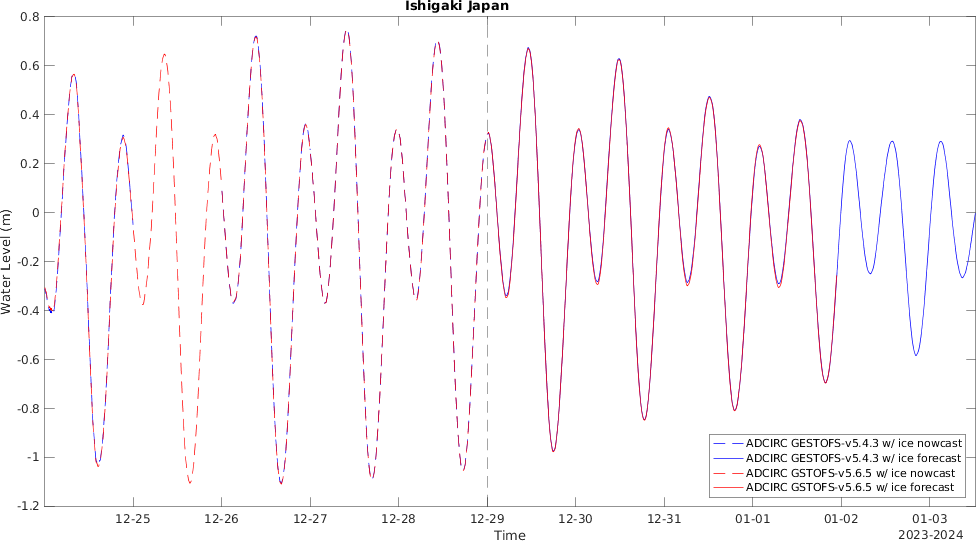 Ishigaki Japan
0.8
0.6
0.4
0.2
0
-0.2
-0.4
-0.6
-0.8
-1
-1.2
Water Level (m)
ADCIRC GESTOFS-v5.4.3 w/ ice nowcast
ADCIRC GESTOFS-v5.4.3 w/ ice forecast
ADCIRC GSTOFS-v5.6.5 w/ ice nowcast
ADCIRC GSTOFS-v5.6.5 w/ ice forecast
12-25 12-26 12-27 12-28 12-29 12-30 12-31 01-01 01-02 01-03
Time
2023-2024